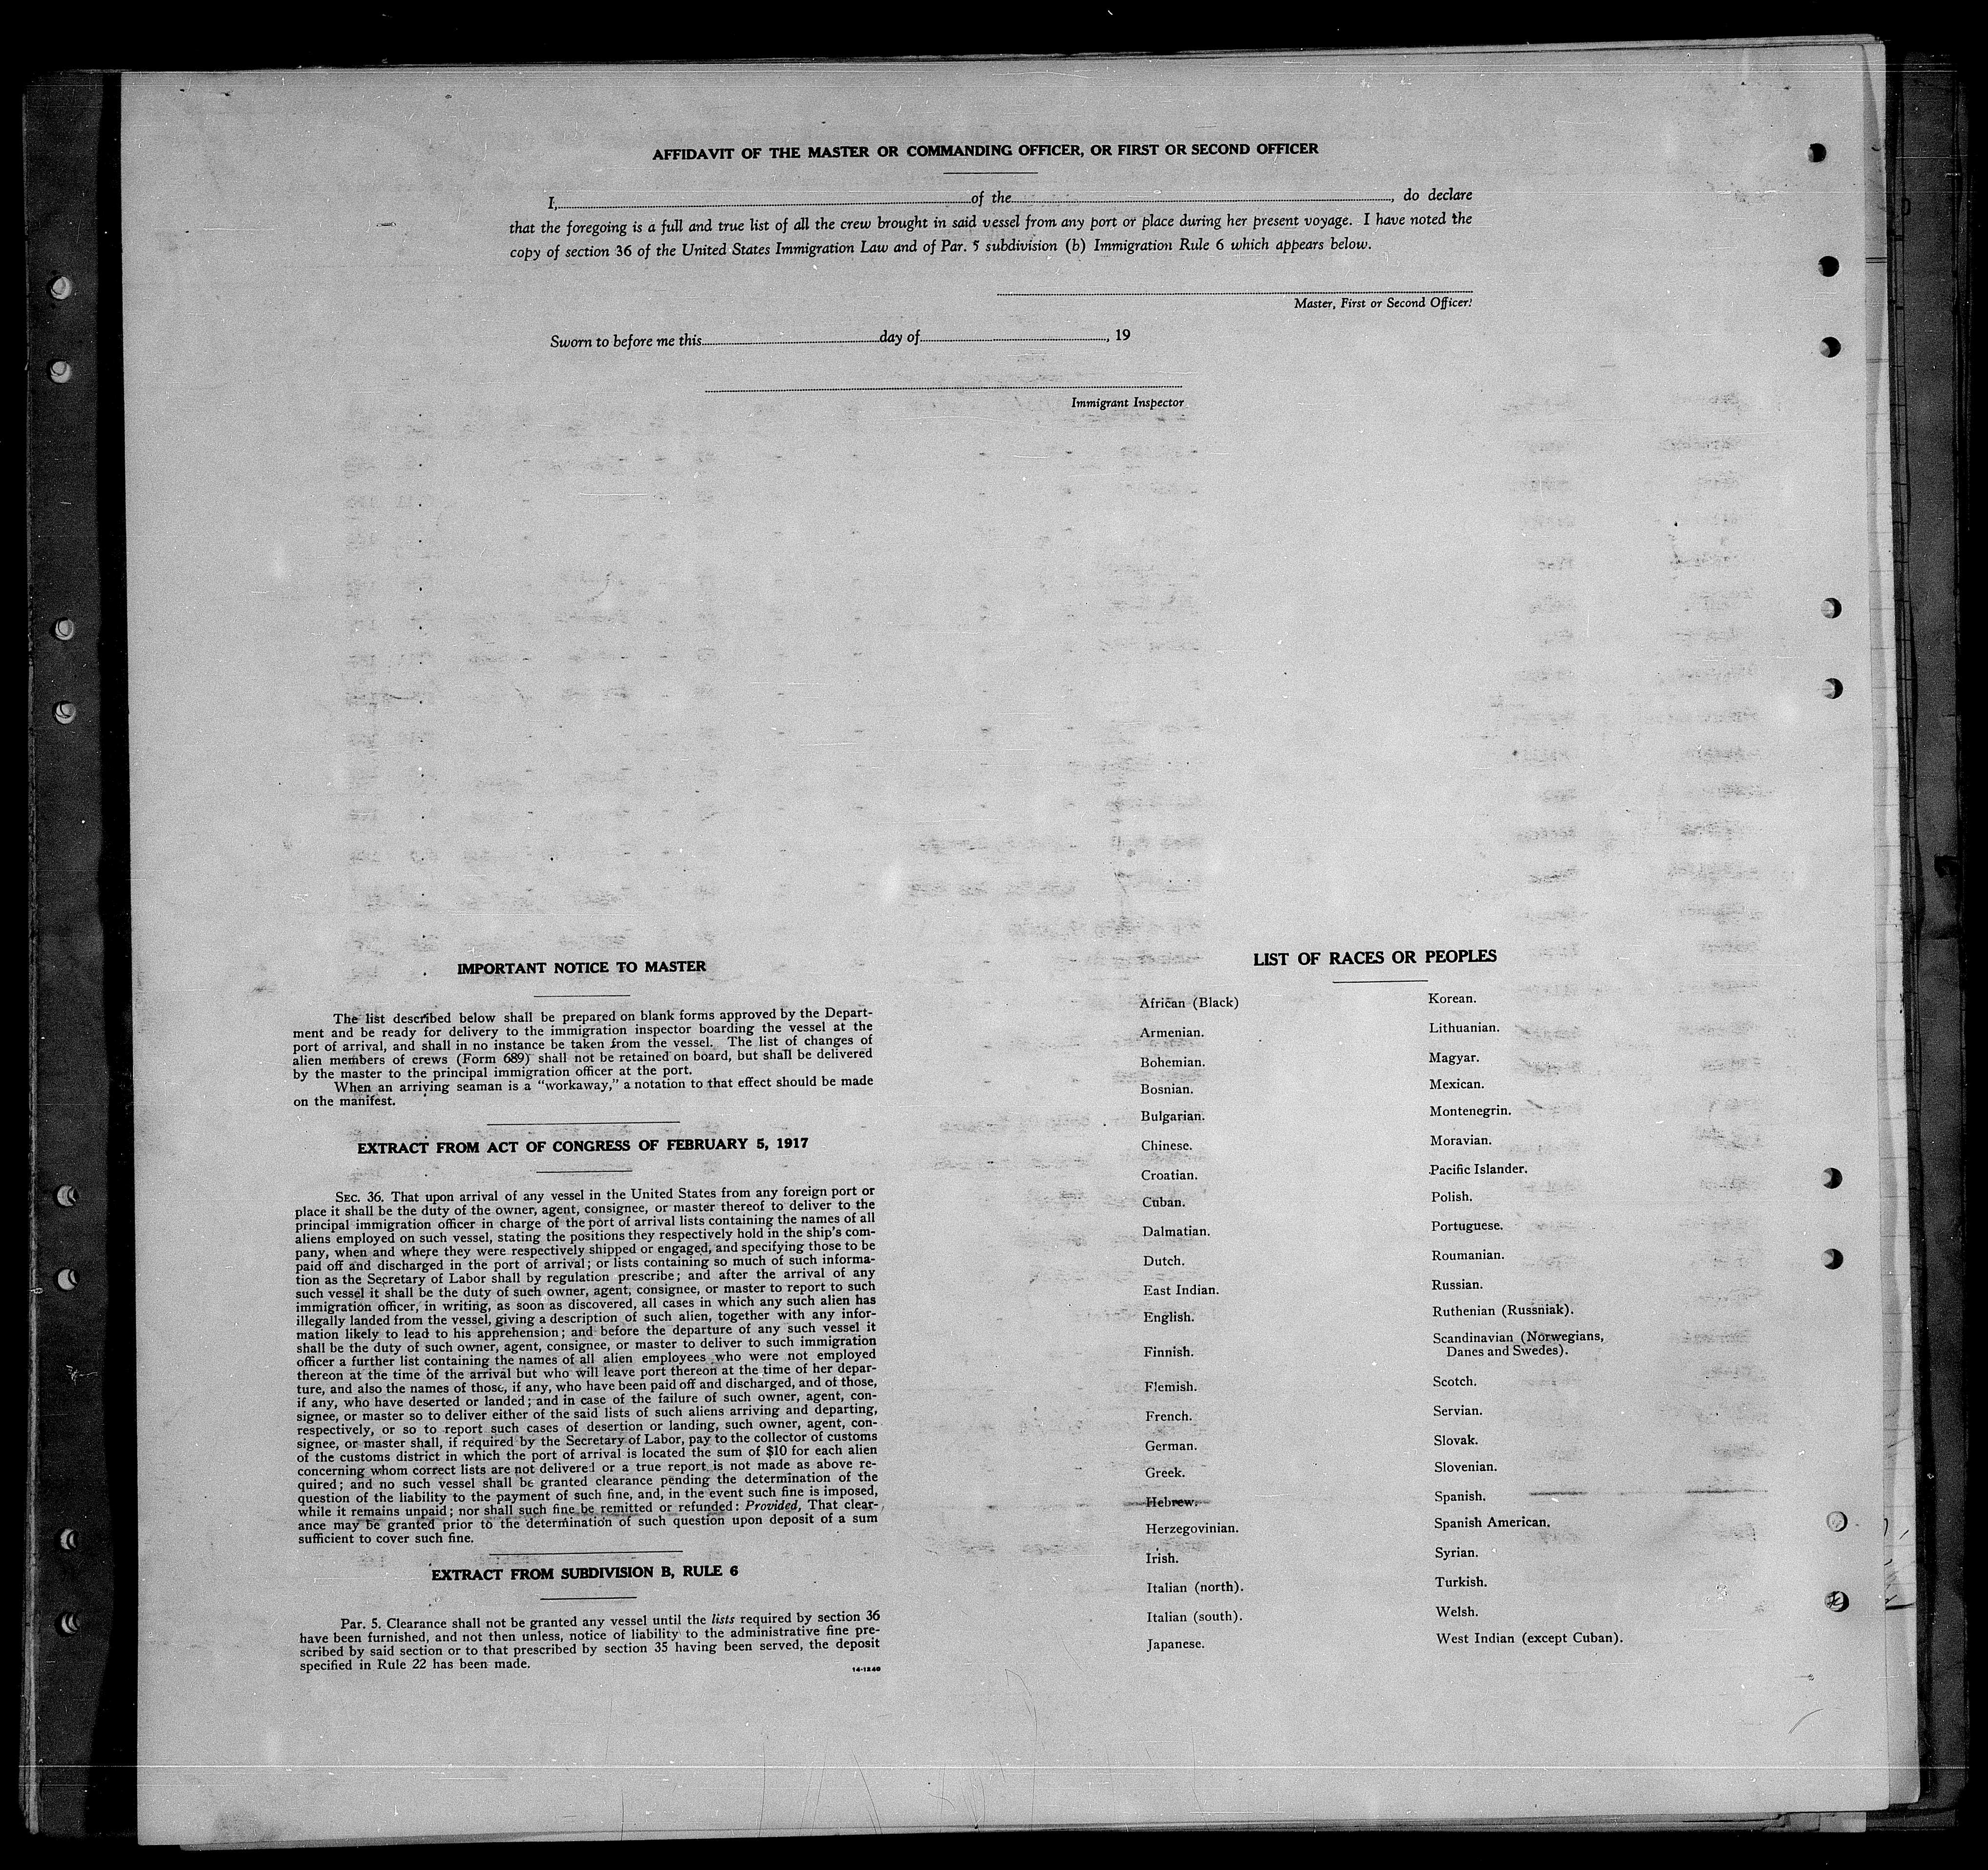 AFFIDAVIT OF THE MASTER OR COMMANDING OFFICER, OR FIRST OR SECOND OFFICER
I, of the , do declare
that the foregoing is a full and true list of all the crew brought in said vessel from any port or place during her present voyage. I have noted the
copy of section 36 of the United States Immigration Law and of Par. 5 subdivision (b) Immigration Rule 6 which appears below.
Master, First or Second Officer.
Sworn to before me this day of , 19
Immigrant Inspector
IMPORTANT NOTICE TO MASTER
The list described below shall be prepared on blank forms approved by the Depart-
ment and be ready for delivery to the immigration inspector boarding the vessel at the
port of arrival, and shall in no instance be taken from the vessel. The list of changes of
alien members of crews (Form 689) shall not be retained on board, but shall be delivered
by the master to the principal immigration officer at the port.
When an arriving seaman is a "workaway," a notation to that effect should be made
on the manifest.
EXTRACT FROM ACT OF CONGRESS OF FEBRUARY 5, 1917
SEC. 36. That upon arrival of any vessel in the United States from any foreign port or
place it shall be the duty of the owner, agent, consignee, or master thereof to deliver to the
principal immigration officer in charge of the port of arrival lists containing the names of all
aliens employed on such vessel, stating the positions they respectively hold in the ship's com-
pany, when and where they were respectively shipped or engaged, and specifying those to be
paid off and discharged in the port of arrival; or lists containing so much of such informa-
tion as the Secretary of Labor shall by regulation prescribe; and after the arrival of any
such vessel it shall be the duty of such owner, agent, consignee, or master to report to such
immigration officer, in writing, as soon as discovered, all cases in which any such alien has
illegally landed from the vessel, giving a description of such alien, together with any infor-
mation likely to lead to his apprehension; and before the departure of any such vessel it
shall be the duty of such owner, agent, consignee, or master to deliver to such immigration
officer a further list containing the names of all alien employees who were not employed
thereon at the time of the arrival but who will leave port thereon at the time of her depar-
ture, and also the names of those, if any, who have been paid off and discharged, and of those,
if any, who have deserted or landed; and in case of the failure of such owner, agent, con-
signee, or master so to deliver either of the said lists of such aliens arriving and departing,
respectively, or so to report such cases of desertion or landing, such owner, agent, con-
signee, or master shall, if required by the Secretary of Labor, pay to the collector of customs
of the customs district in which the port of arrival is located the sum of $10 for each alien
concerning whom correct lists are not delivered or a true report is not made as above re-
quired; and no such vessel shall be granted clearance pending the determination of the
question of the liability to the payment of such fine, and, in the event such fine is imposed,
while it remains unpaid; nor shall such fine be remitted or refunded: Provided, That clear-
ance may be granted prior to the determination of such question upon deposit of a sum
sufficient to cover such fine.
EXTRACT FROM SUBDIVISION B, RULE 6
Par. 5. Clearance shall not be granted any vessel until the lists required by section 36
have been furnished, and not then unless, notice of liability to the administrative fine pre-
scribed by said section or to that prescribed by section 35 having been served, the deposit
specified in Rule 22 has been made.
14-1240
LIST OF RACES OR PEOPLES
African (Black)
Armenian.
Bohemian.
Bosnian.
Bulgarian.
Chinese.
Croatian.
Cuban.
Dalmatian.
Dutch.
East Indian.
English.
Finnish.
Flemish.
French.
German.
Greek.
Hebrew.
Herzegovinian.
Irish.
Italian (north).
Italian (south).
Japanese.
Korean.
Lithuanian.
Magyar.
Mexican.
Montenegrin.
Moravian.
Pacific Islander.
Polish.
Portuguese.
Roumanian.
Russian.
Ruthenian (Russniak).
Scandinavian (Norwegians,
Danes and Swedes).
Scotch.
Servian.
Slovak.
Slovenian.
Spanish.
Spanish American.
Syrian.
Turkish.
Welsh.
West Indian (except Cuban).